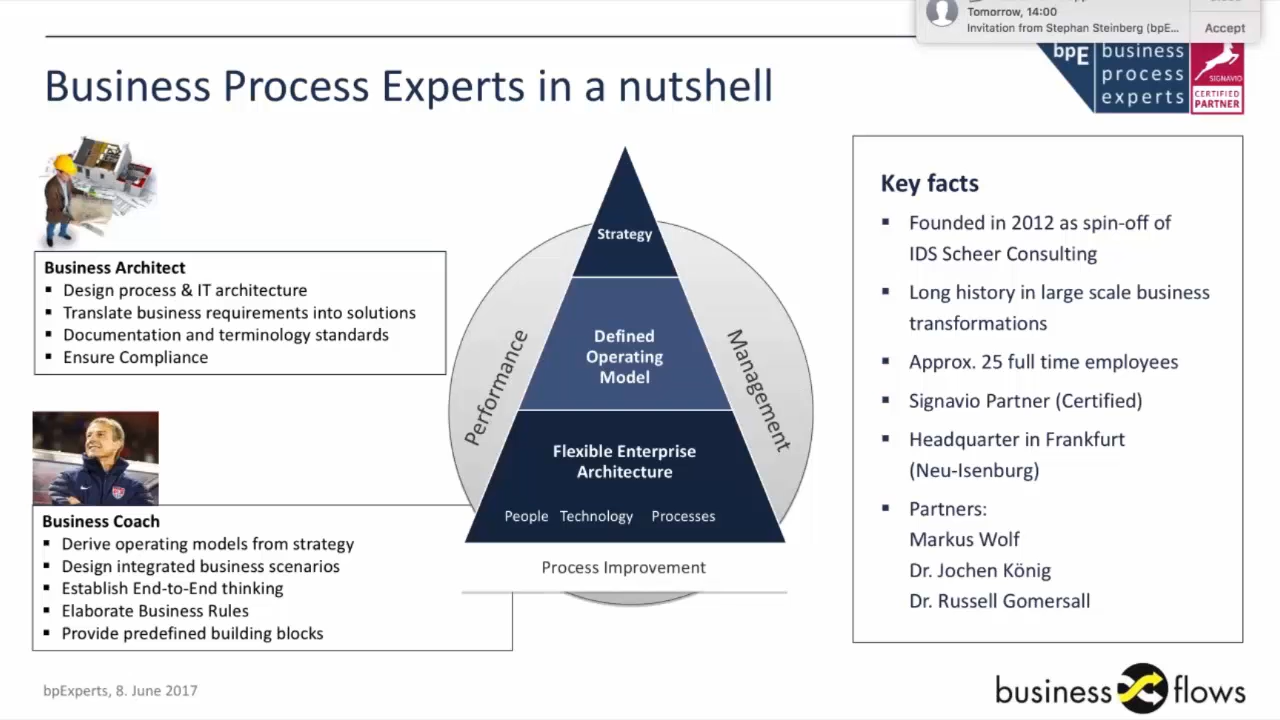 Tomorrow, 14:00
Invitation from Stephan Steinberg (bpE...
Accept
Business Process Experts in a nutshell
bpE
business
process
experts
SIGNAVIO
CERTIFIED
PARTNER
Business Architect
▪ Design process & IT architecture
▪ Translate business requirements into solutions
▪ Documentation and terminology standards
▪ Ensure Compliance
Business Coach
▪ Derive operating models from strategy
▪ Design integrated business scenarios
▪ Establish End-to-End thinking
▪ Elaborate Business Rules
▪ Provide predefined building blocks
Strategy
Defined
Operating
Model
Performance
Management
Flexible Enterprise
Architecture
People Technology Processes
Process Improvement
Key facts
▪ Founded in 2012 as spin-off of
IDS Scheer Consulting
▪ Long history in large scale business
transformations
▪ Approx. 25 full time employees
▪ Signavio Partner (Certified)
▪ Headquarter in Frankfurt
(Neu-Isenburg)
▪ Partners:
Markus Wolf
Dr. Jochen König
Dr. Russell Gomersall
bpExperts, 8. June 2017
business flows